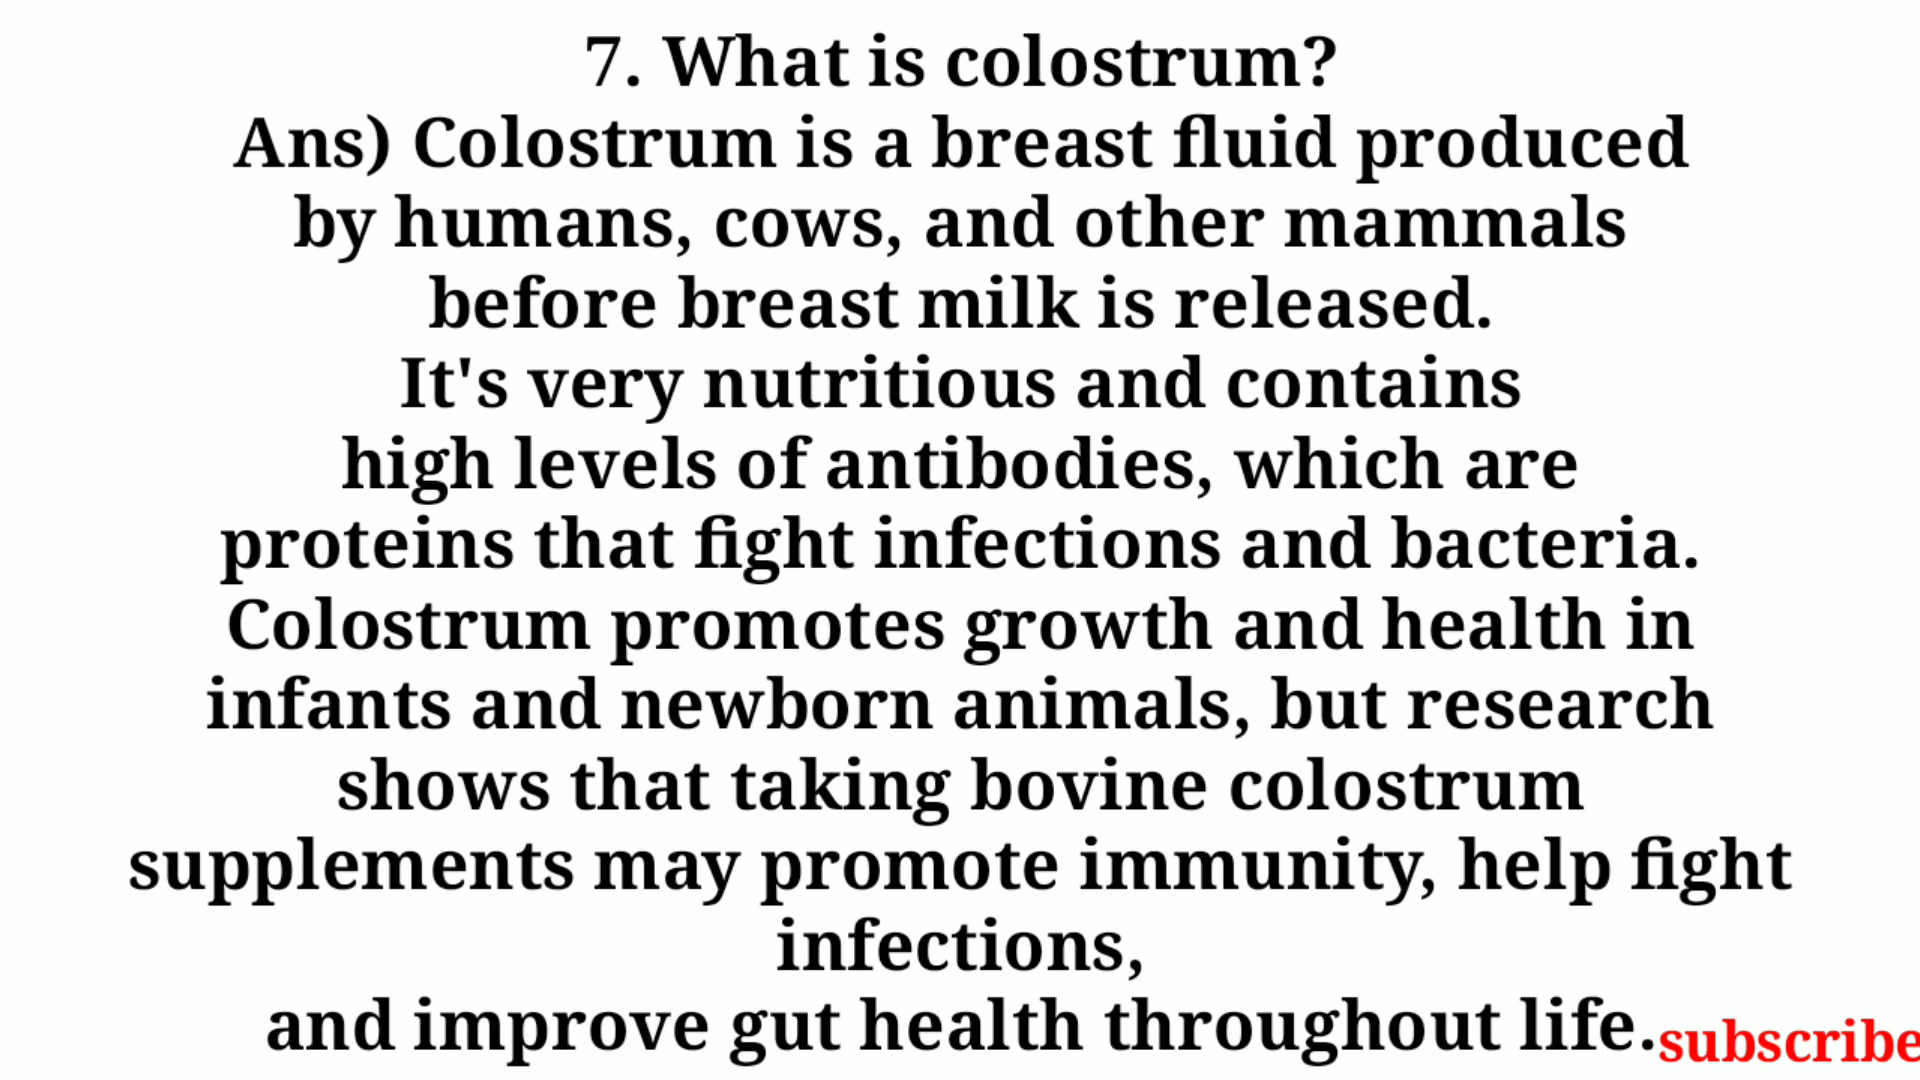 7. What is colostrum?
Ans) Colostrum is a breast fluid produced
by humans, cows, and other mammals
before breast milk is released.
It's very nutritious and contains
high levels of antibodies, which are
proteins that fight infections and bacteria.
Colostrum promotes growth and health in
infants and newborn animals, but research
shows that taking bovine colostrum
supplements may promote immunity, help fight
infections,
and improve gut health throughout life.
subscribe